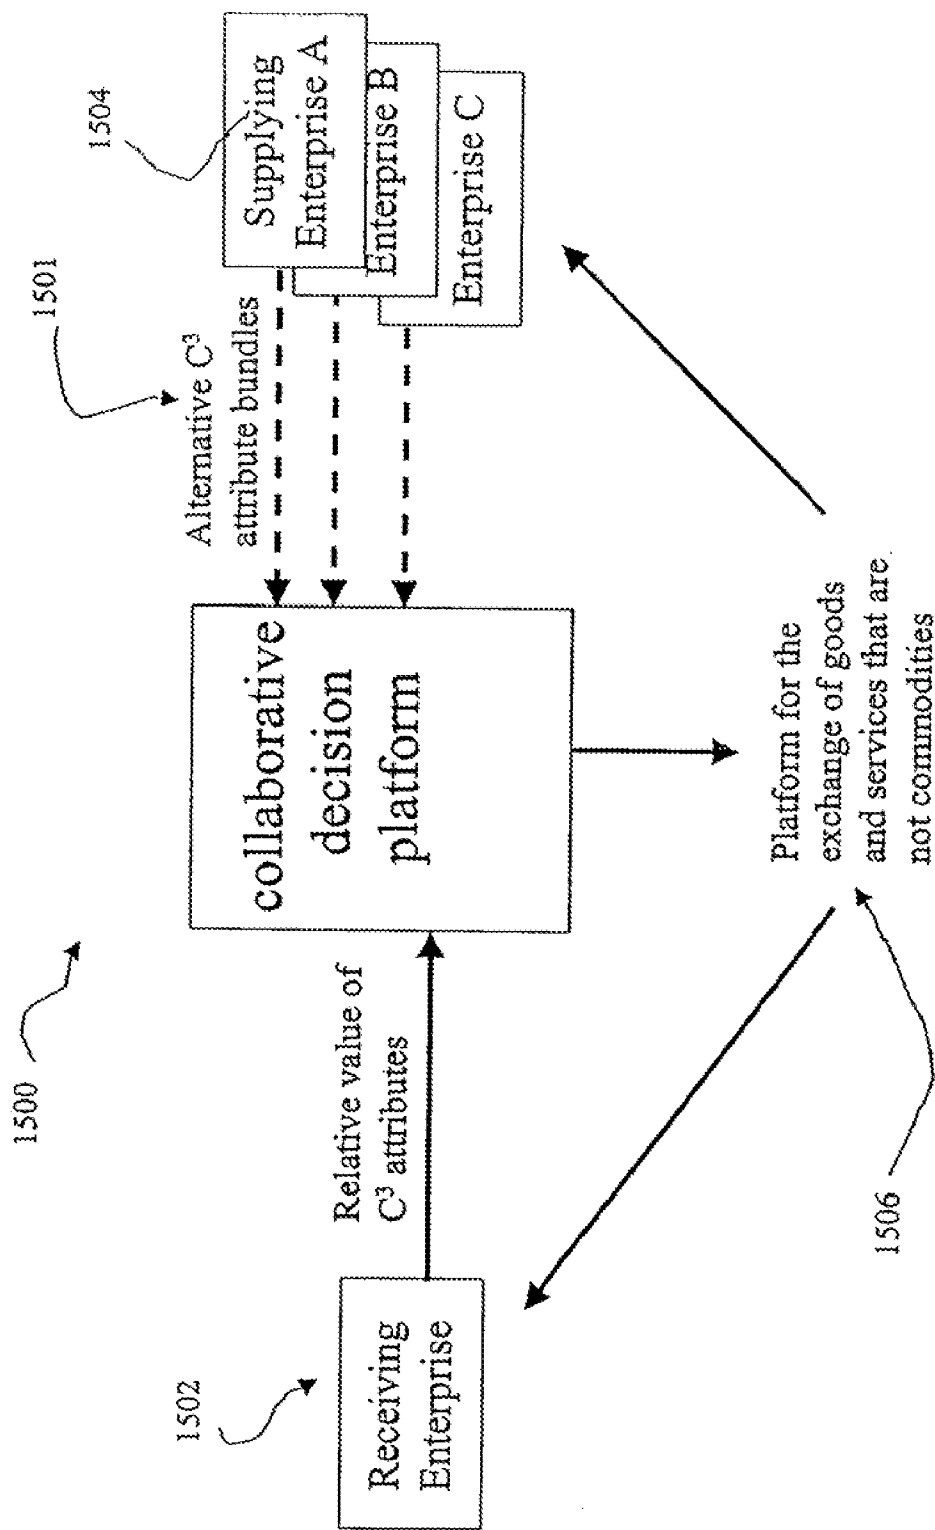 1500
1502
Receiving
Enterprise
Relative value of
C³ attributes
collaborative
decision
platform
1501
Alternative C³
attribute bundles
1504
Supplying
Enterprise A
Enterprise B
Enterprise C
Platform for the
exchange of goods
and services that are
not commodities
1506